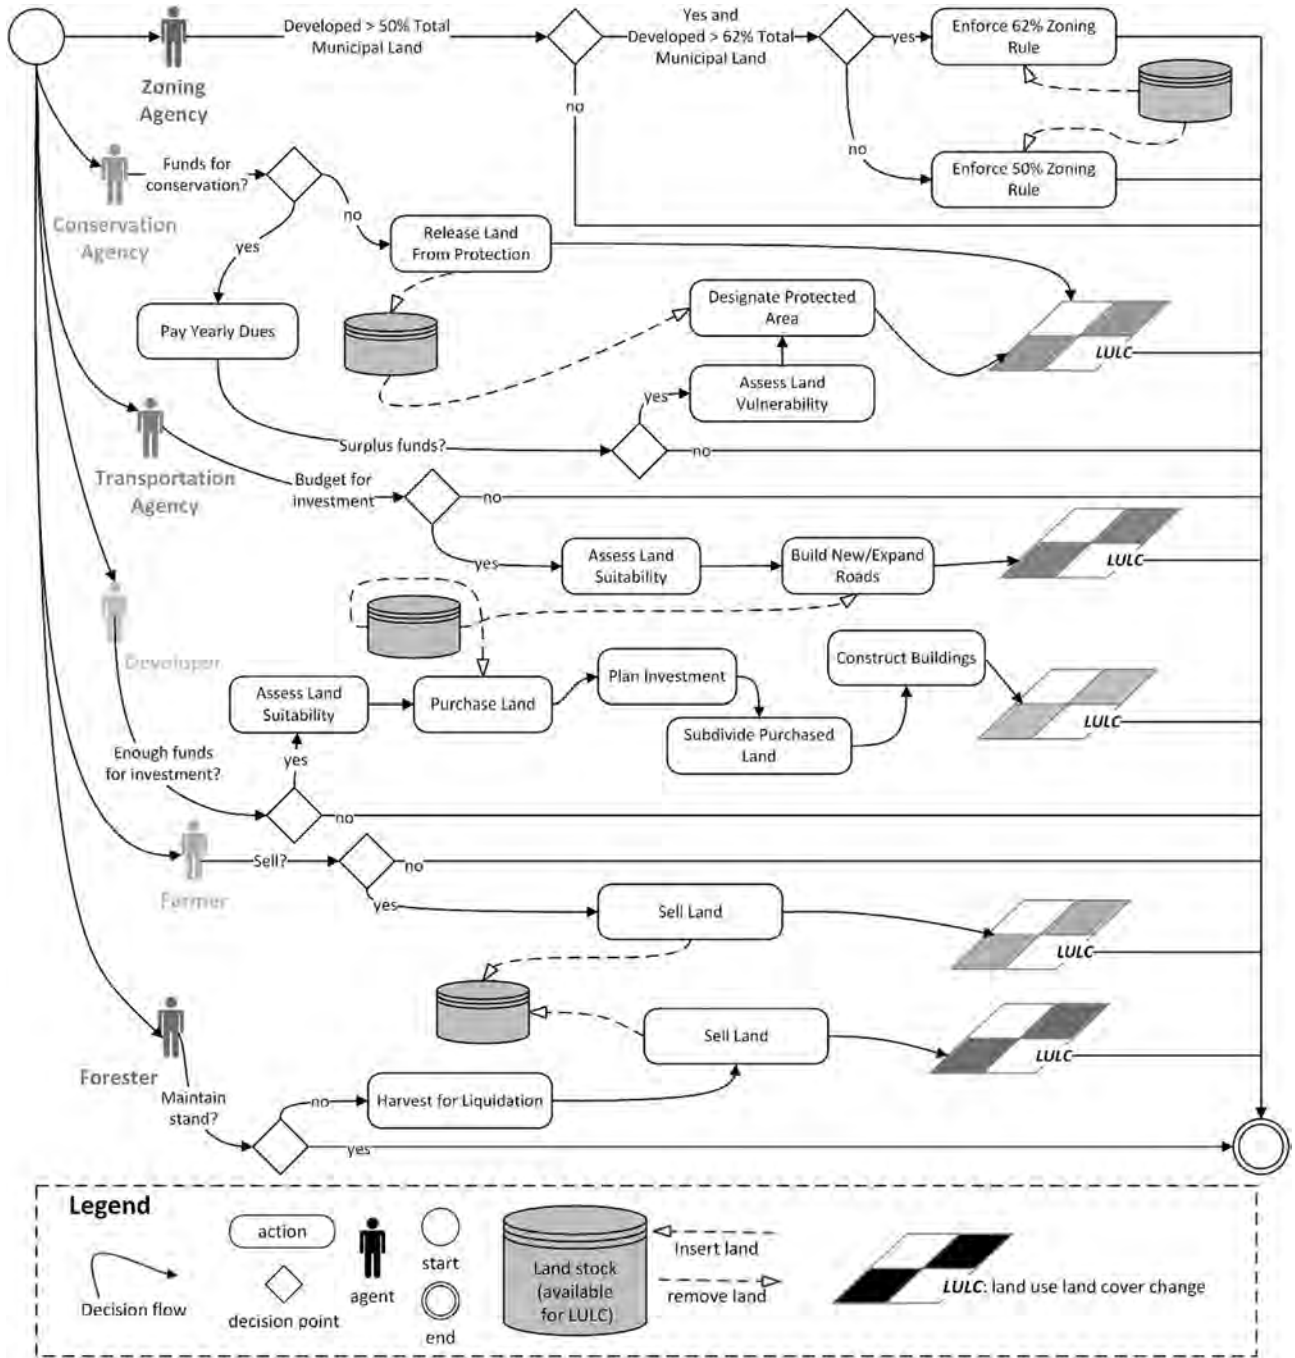 Developed > 50% Total
Municipal Land
Yes and
Developed > 62% Total
Municipal Land
yes
Enforce 62% Zoning
Rule
Zoning
Agency
no
no
Enforce 50% Zoning
Rule
Funds for
conservation?
no
Conservation
Agency
yes
Release Land
From Protection
Pay Yearly Dues
Designate Protected
Area
LULC
yes
Assess Land
Vulnerability
Surplus funds?
no
Transportation
Agency
Budget for
investment
no
yes
Assess Land
Suitability
Build New/Expand
Roads
LULC
Developer
Assess Land
Suitability
Purchase Land
Plan Investment
Subdivide Purchased
Land
Construct Buildings
LULC
Enough funds
for investment?
yes
no
Farmer
Sell?
no
yes
Sell Land
LULC
Forester
Sell Land
LULC
Maintain
stand?
no
Harvest for Liquidation
yes
Legend
Decision flow
action
decision point
agent
start
end
Land stock
(available
for LULC)
Insert land
remove land
LULC: land use land cover change